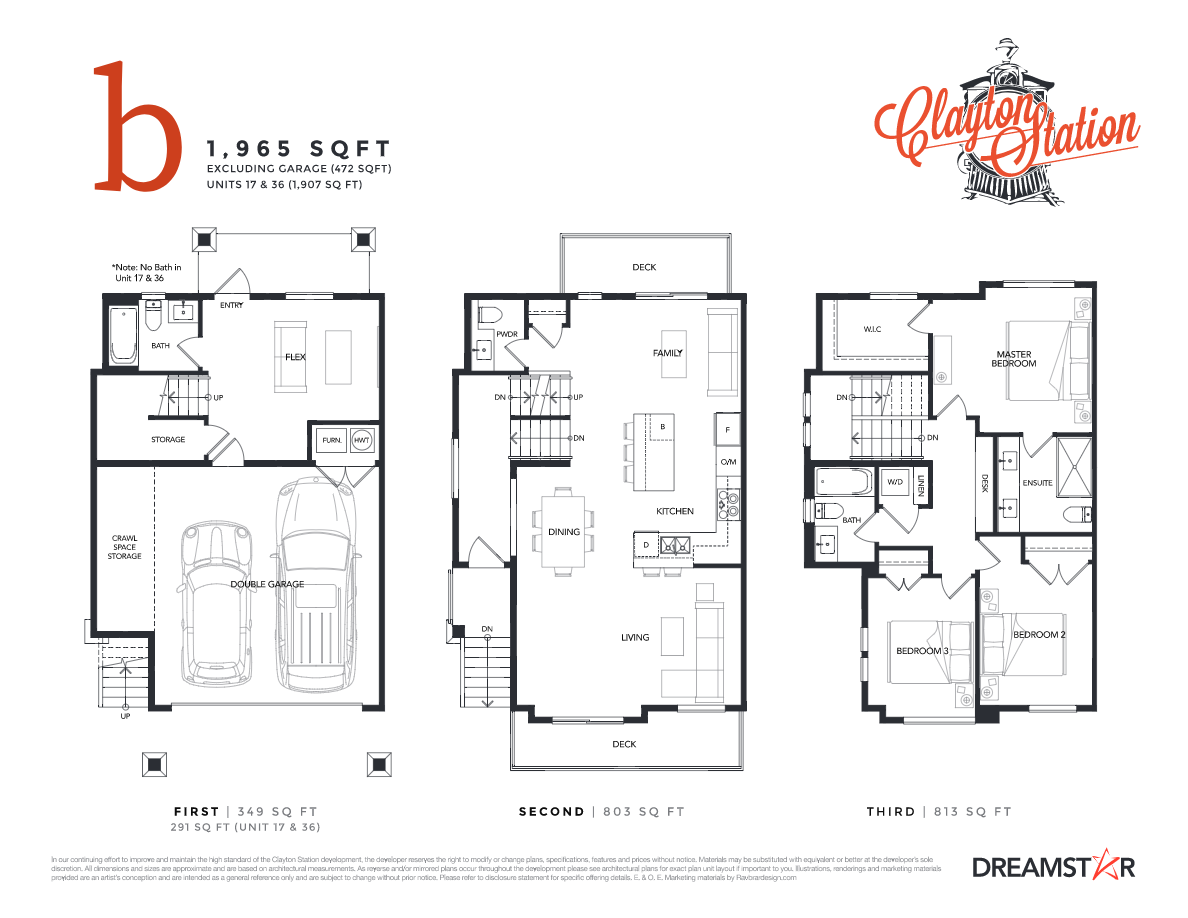 b
1,965 SQFT
EXCLUDING GARAGE (472 SQFT)
UNITS 17 & 36 (1,907 SQ FT)
Clayton
Station
*Note: No Bath in
Unit 17 & 36
ENTRY
BATH
FLEX
UP
STORAGE
FURN.
HWT
CRAWL
SPACE
STORAGE
DOUBLE GARAGE
UP
FIRST | 349 SQ FT
291 SQ FT (UNIT 17 & 36)
DECK
PWDR
FAMILY
DN
UP
DN
B
F
O/M
KITCHEN
DINING
D
DN
LIVING
DECK
SECOND | 803 SQ FT
W.I.C
MASTER
BEDROOM
DN
DN
W/D
LINEN
DESK
ENSUITE
BATH
BEDROOM 2
BEDROOM 3
THIRD | 813 SQ FT
In our continuing effort to improve and maintain the high standard of the Clayton Station development, the developer reserves the right to modify or change plans, specifications, features and prices without notice. Materials may be substituted with equivalent or better at the developer's sole
discretion. All dimensions and sizes are approximate and are based on architectural measurements. As reverse and/or mirrored plans occur throughout the development please see architectural plans for exact plan unit layout if important to you. Illustrations, renderings and marketing materials
provided are an artist's conception and are intended as a general reference only and are subject to change without prior notice. Please refer to disclosure statement for specific offering details. E. & O. E. Marketing materials by Ravbrardesign.com
DREAMSTAR